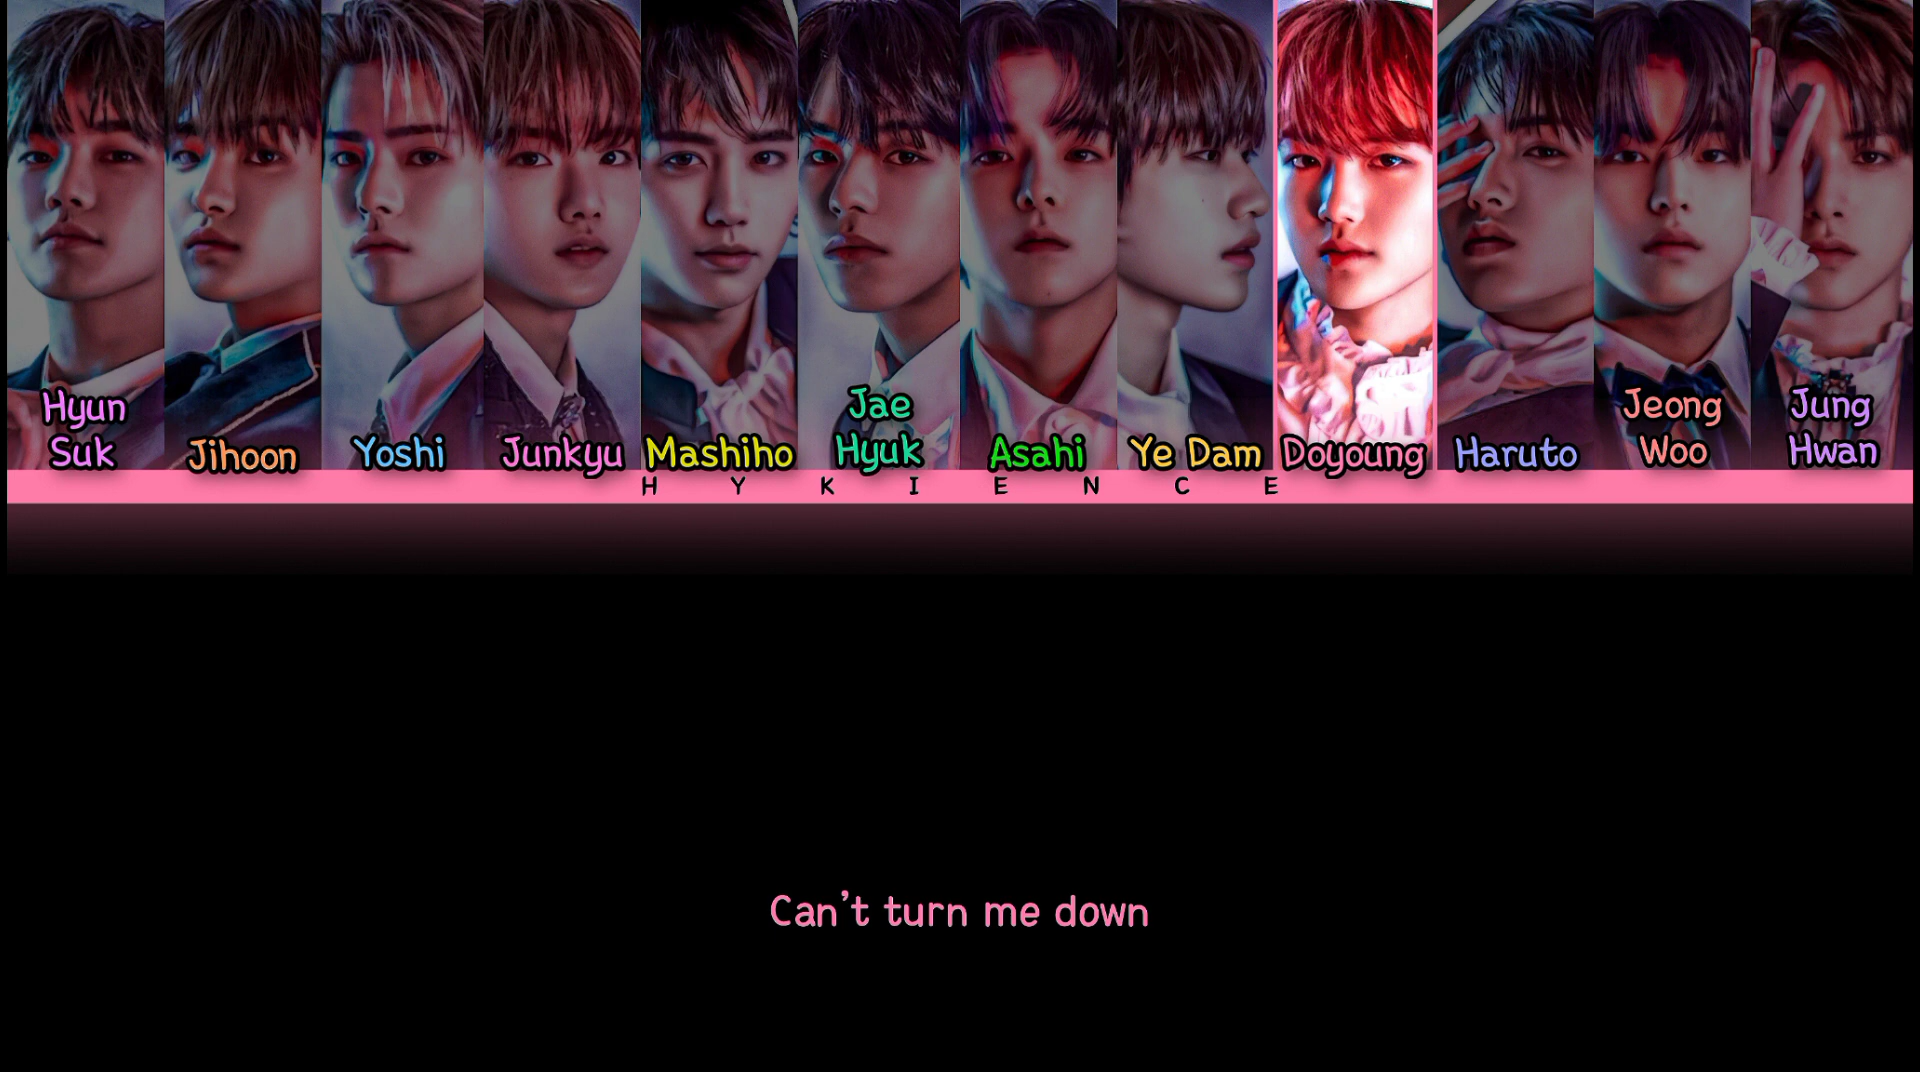 Hyun
Suk
Jihoon
Yoshi
Junkyu
Mashiho
Jae
Hyuk
Asahi
Ye Dam
Doyoung
Haruto
Jeong
Woo
Jung
Hwan
H Y K I E N C E
Can't turn me down